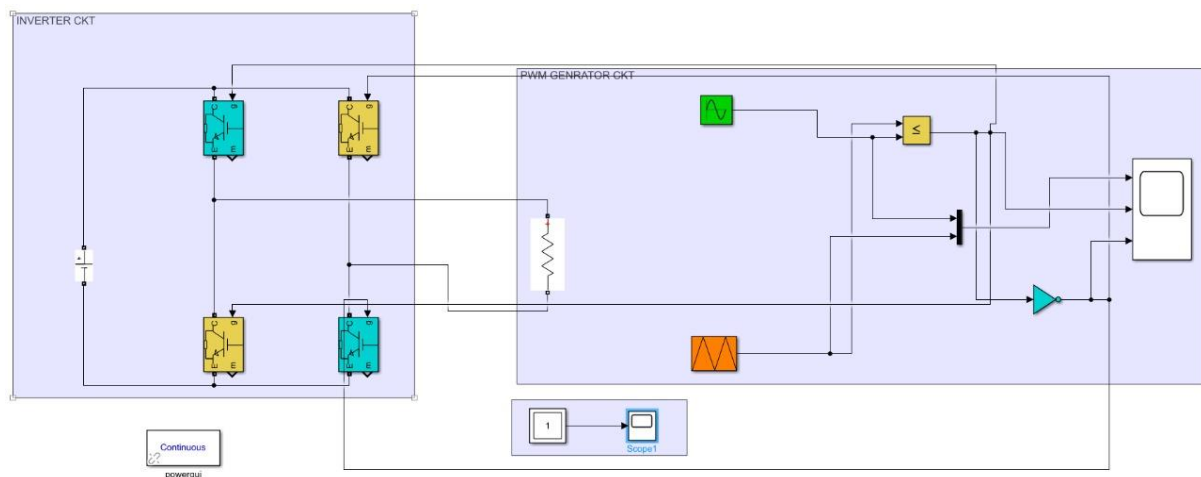 INVERTER CKT
PWM GENRATOR CKT
C
g
E
m
C
g
E
m
≤
+
+
C
g
E
m
C
g
E
m
1
Scope1
Continuous
powergui